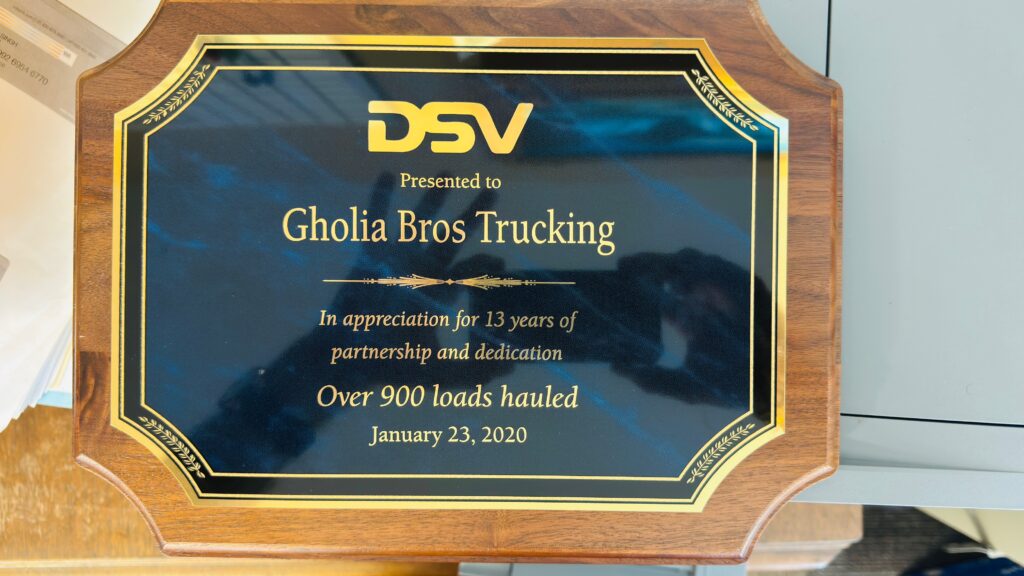 DSV
Presented to
Gholia Bros Trucking
In appreciation for 13 years of
partnership and dedication
Over 900 loads hauled
January 23, 2020